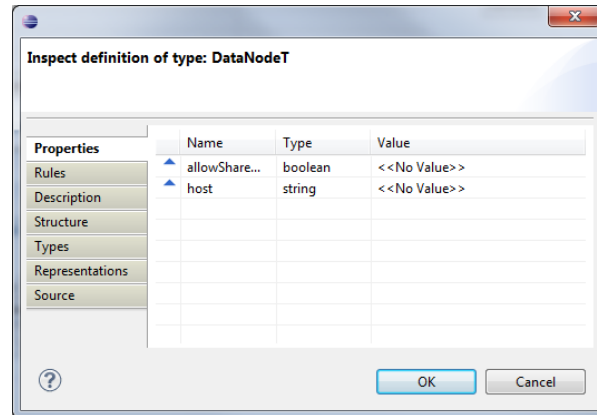 Inspect definition of type: DataNodeT
Properties
Rules
Description
Structure
Types
Representations
Source
Name Type Value
allowShare... boolean <<No Value>>
host string <<No Value>>
OK Cancel